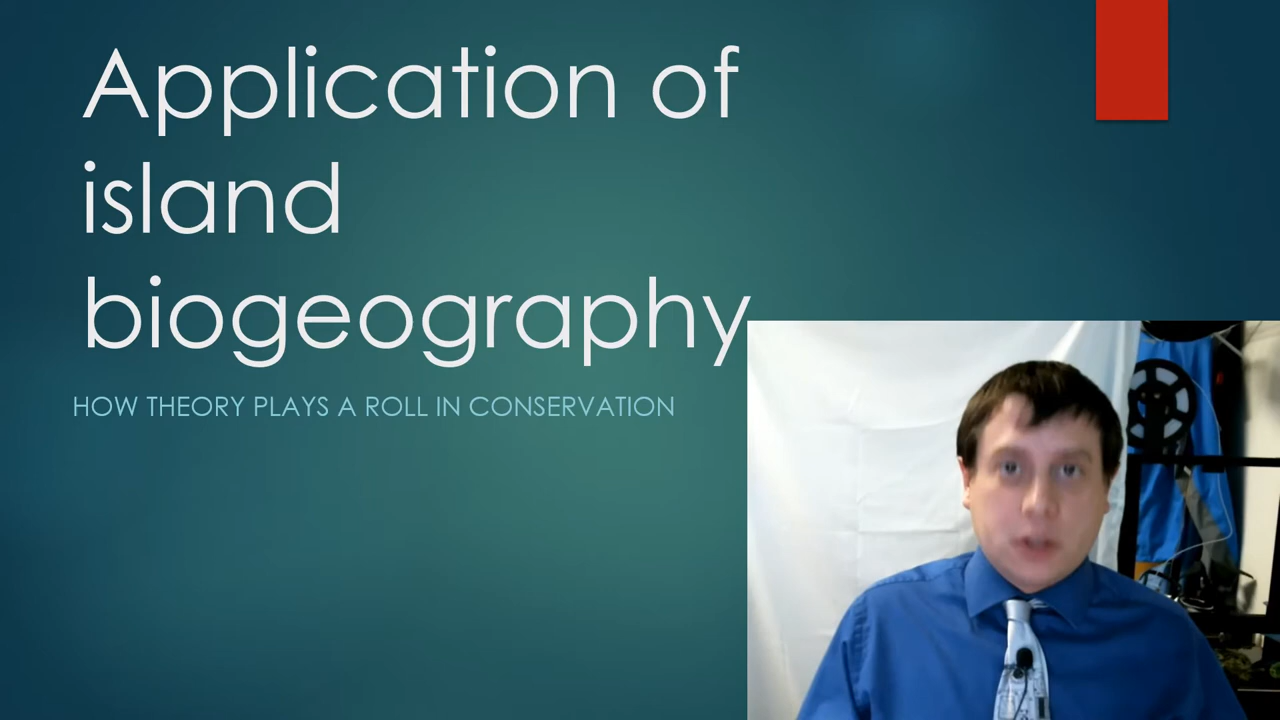 Application of
island
biogeography
HOW THEORY PLAYS A ROLL IN CONSERVATION